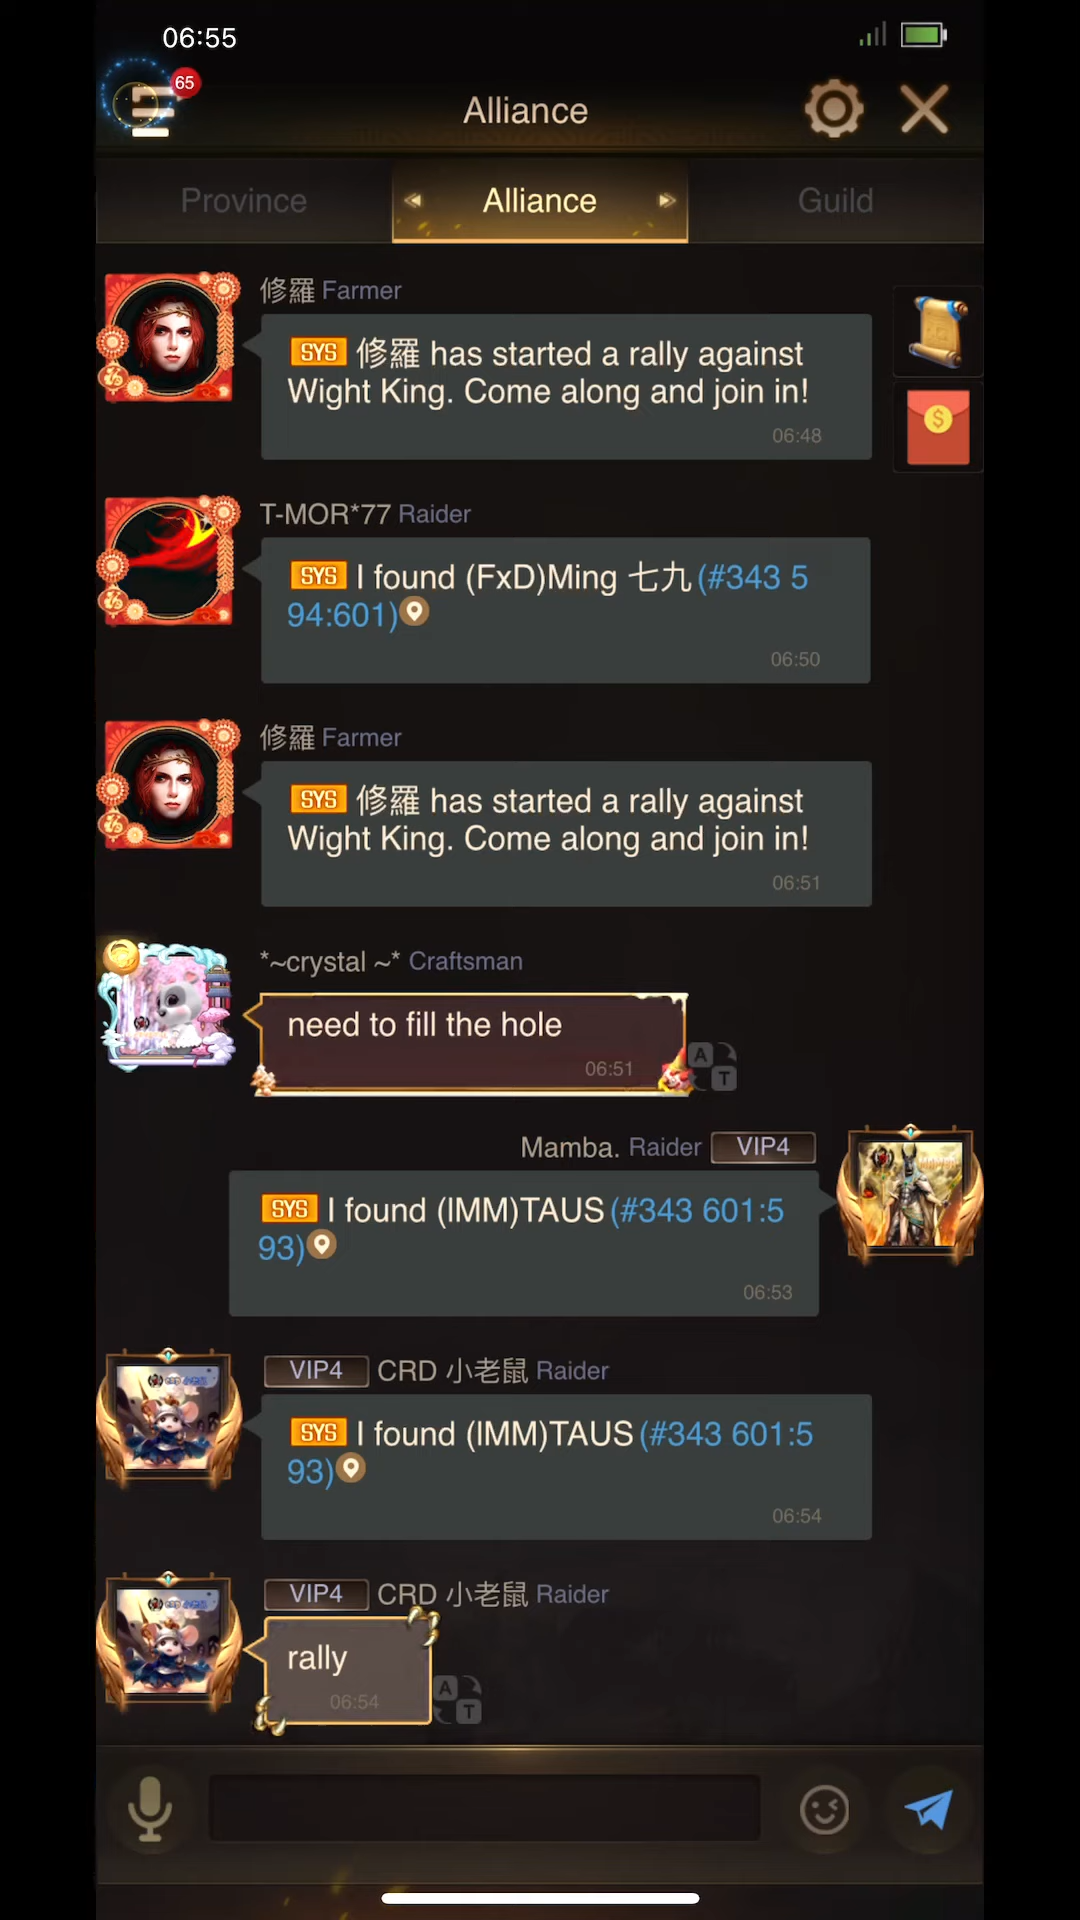 06:55
65
Alliance
Province
Alliance
Guild
修羅 Farmer
SYS 修羅 has started a rally against
Wight King. Come along and join in!
06:48
T-MOR*77 Raider
SYS I found (FxD)Ming 七九(#343 5
94:601)
06:50
修羅 Farmer
SYS 修羅 has started a rally against
Wight King. Come along and join in!
06:51
*~crystal ~* Craftsman
need to fill the hole
06:51
A
T
Mamba. Raider VIP4
SYS I found (IMM)TAUS(#343 601:5
93)
06:53
VIP4 CRD 小老鼠 Raider
SYS I found (IMM)TAUS(#343 601:5
93)
06:54
VIP4 CRD 小老鼠 Raider
rally
06:54
A
T